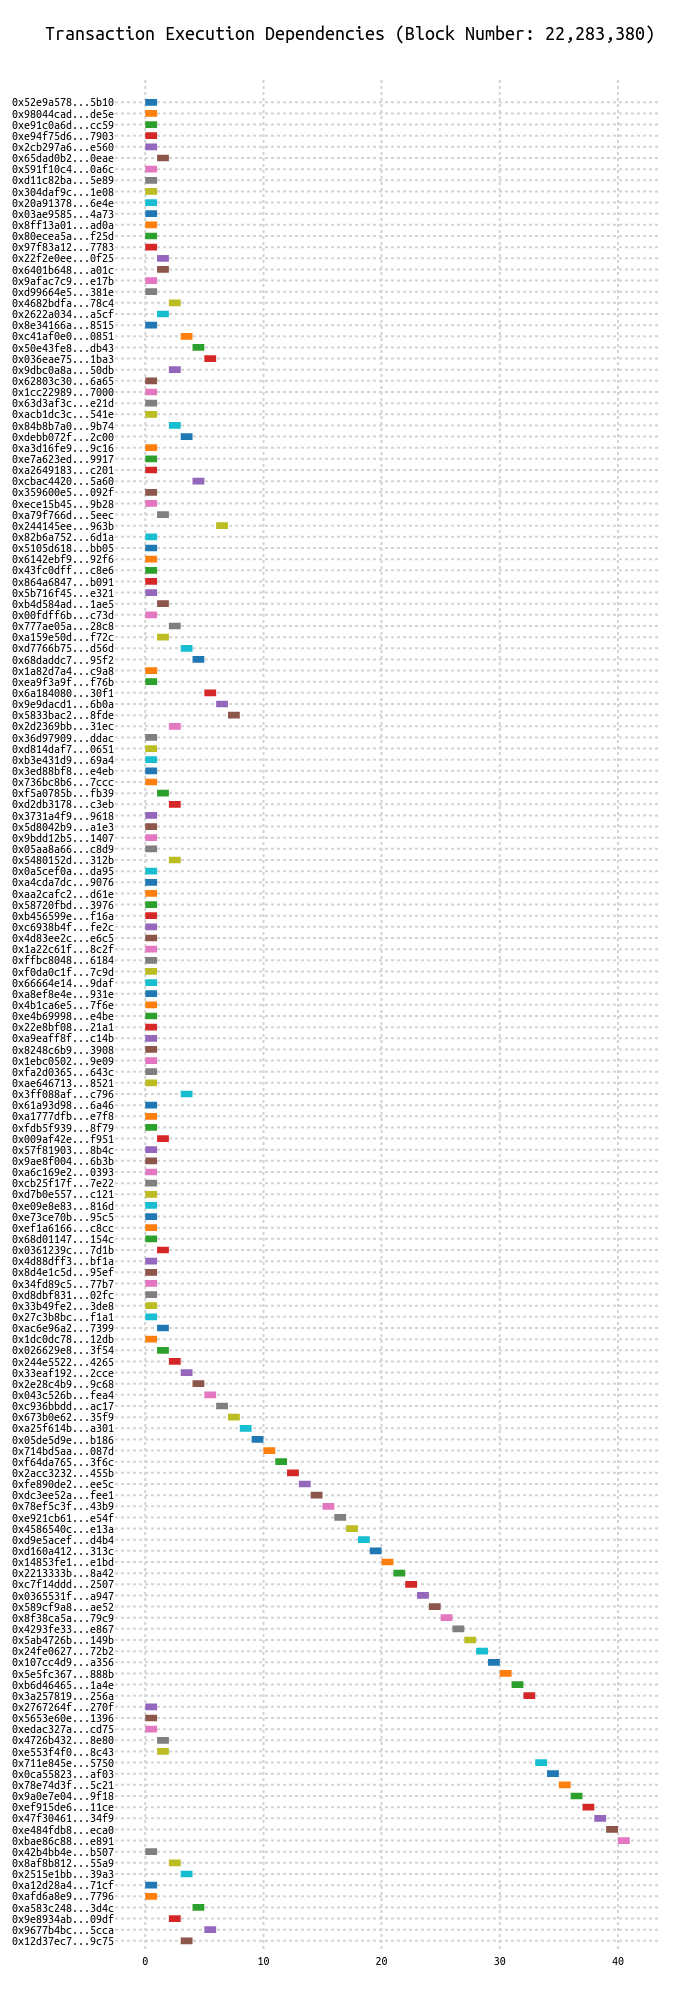 Transaction Execution Dependencies (Block Number: 22,283,380)
0x52e9a578...5b10
0x98044cad...de5e
0xe91c0a6d...cc59
0xe94f75d6...7903
0x2cb297a6...e560
0x65dad0b2...0eae
0x591f10c4...0a6c
0xd11c82ba...5e89
0x304daf9c...1e08
0x20a91378...6e4e
0x03ae9585...4a73
0x8ff13a01...ad0a
0x80ecea5a...f25d
0x97f83a12...7783
0x22f2e0ee...0f25
0x6401b648...a01c
0x9afac7c9...e17b
0xd99664e5...381e
0x4682bdfa...78c4
0x2622a034...a5cf
0x8e34166a...8515
0xc41af0e0...0851
0x50e43fe8...db43
0x036eae75...1ba3
0x9dbc0a8a...50db
0x62803c30...6a65
0x1cc22989...7000
0x63d3af3c...e21d
0xacb1dc3c...541e
0x84b8b7a0...9b74
0xdebb072f...2c00
0xa3d16fe9...9c16
0xe7a623ed...9917
0xa2649183...c201
0xcbac4420...5a60
0x359600e5...092f
0xece15b45...9b28
0xa79f766d...5eec
0x244145ee...963b
0x82b6a752...6d1a
0x5105d618...bb05
0x6142ebf9...92f6
0x43fc0dff...c8e6
0x864a6847...b091
0x5b716f45...e321
0xb4d584ad...1ae5
0x00fdff6b...c73d
0x777ae05a...28c8
0xa159e50d...f72c
0xd7766b75...d56d
0x68daddc7...95f2
0x1a82d7a4...c9a8
0xea9f3a9f...f76b
0x6a184080...30f1
0x9e9dacd1...6b0a
0x5833bac2...8fde
0x2d2369bb...31ec
0x36d97909...ddac
0xd814daf7...0651
0xb3e431d9...69a4
0x3ed88bf8...e4eb
0x736bc8b6...7ccc
0xf5a0785b...fb39
0xd2db3178...c3eb
0x3731a4f9...9618
0x5d8042b9...a1e3
0x9bdd12b5...1407
0x05aa8a66...c8d9
0x5480152d...312b
0x0a5cef0a...da95
0xa4cda7dc...9076
0xaa2cafc2...d61e
0x58720fbd...3976
0xb456599e...f16a
0xc6938b4f...fe2c
0x4d83ee2c...e6c5
0x1a22c61f...8c2f
0xffbc8048...6184
0xf0da0c1f...7c9d
0x66664e14...9daf
0xa8ef8e4e...931e
0x4b1ca6e5...7f6e
0xe4b69998...e4be
0x22e8bf08...21a1
0xa9eaff8f...c14b
0x8248c6b9...3908
0x1ebc0502...9e09
0xfa2d0365...643c
0xae646713...8521
0x3ff088af...c796
0x61a93d98...6a46
0xa1777dfb...e7f8
0xfdb5f939...8f79
0x009af42e...f951
0x57f81903...8b4c
0x9ae8f004...6b3b
0xa6c169e2...0393
0xcb25f17f...7e22
0xd7b0e557...c121
0xe09e8e83...816d
0xe73ce70b...95c5
0xef1a6166...c8cc
0x68d01147...154c
0x0361239c...7d1b
0x4d88dff3...bf1a
0x8d4e1c5d...95ef
0x34fd89c5...77b7
0xd8dbf831...02fc
0x33b49fe2...3de8
0x27c3b8bc...f1a1
0xac6e96a2...7399
0x1dc0dc78...12db
0x026629e8...3f54
0x244e5522...4265
0x33eaf192...2cce
0x2e28c4b9...9c68
0x043c526b...fea4
0xc936bbdd...ac17
0x673b0e62...35f9
0xa25f614b...a301
0x05de5d9e...b186
0x714bd5aa...087d
0xf64da765...3f6c
0x2acc3232...455b
0xfe890de2...ee5c
0xdc3ee52a...fee1
0x78ef5c3f...43b9
0xe921cb61...e54f
0x4586540c...e13a
0xd9e5acef...d4b4
0xd160a412...313c
0x14853fe1...e1bd
0x2213333b...8a42
0xc7f14ddd...2507
0x0365531f...a947
0x589cf9a8...ae52
0x8f38ca5a...79c9
0x4293fe33...e867
0x5ab4726b...149b
0x24fe0627...72b2
0x107cc4d9...a356
0x5e5fc367...888b
0xb6d46465...1a4e
0x3a257819...256a
0x2767264f...270f
0x5653e60e...1396
0xedac327a...cd75
0x4726b432...8e80
0xe553f4f0...8c43
0x711e845e...5750
0x0ca55823...af03
0x78e74d3f...5c21
0x9a0e7e04...9f18
0xef915de6...11ce
0x47f30461...34f9
0xe484fdb8...eca0
0xbae86c88...e891
0x42b4bb4e...b507
0x8af8b812...55a9
0x2515e1bb...39a3
0xa12d28a4...71cf
0xafd6a8e9...7796
0xa583c248...3d4c
0x9e8934ab...09df
0x9677b4bc...5cca
0x12d37ec7...9c75
0 10 20 30 40